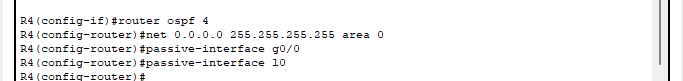 R4(config-if)#router ospf 4
R4(config-router)#net 0.0.0.0 255.255.255.255 area 0
R4(config-router)#passive-interface g0/0
R4(config-router)#passive-interface l0
R4(config-router)#